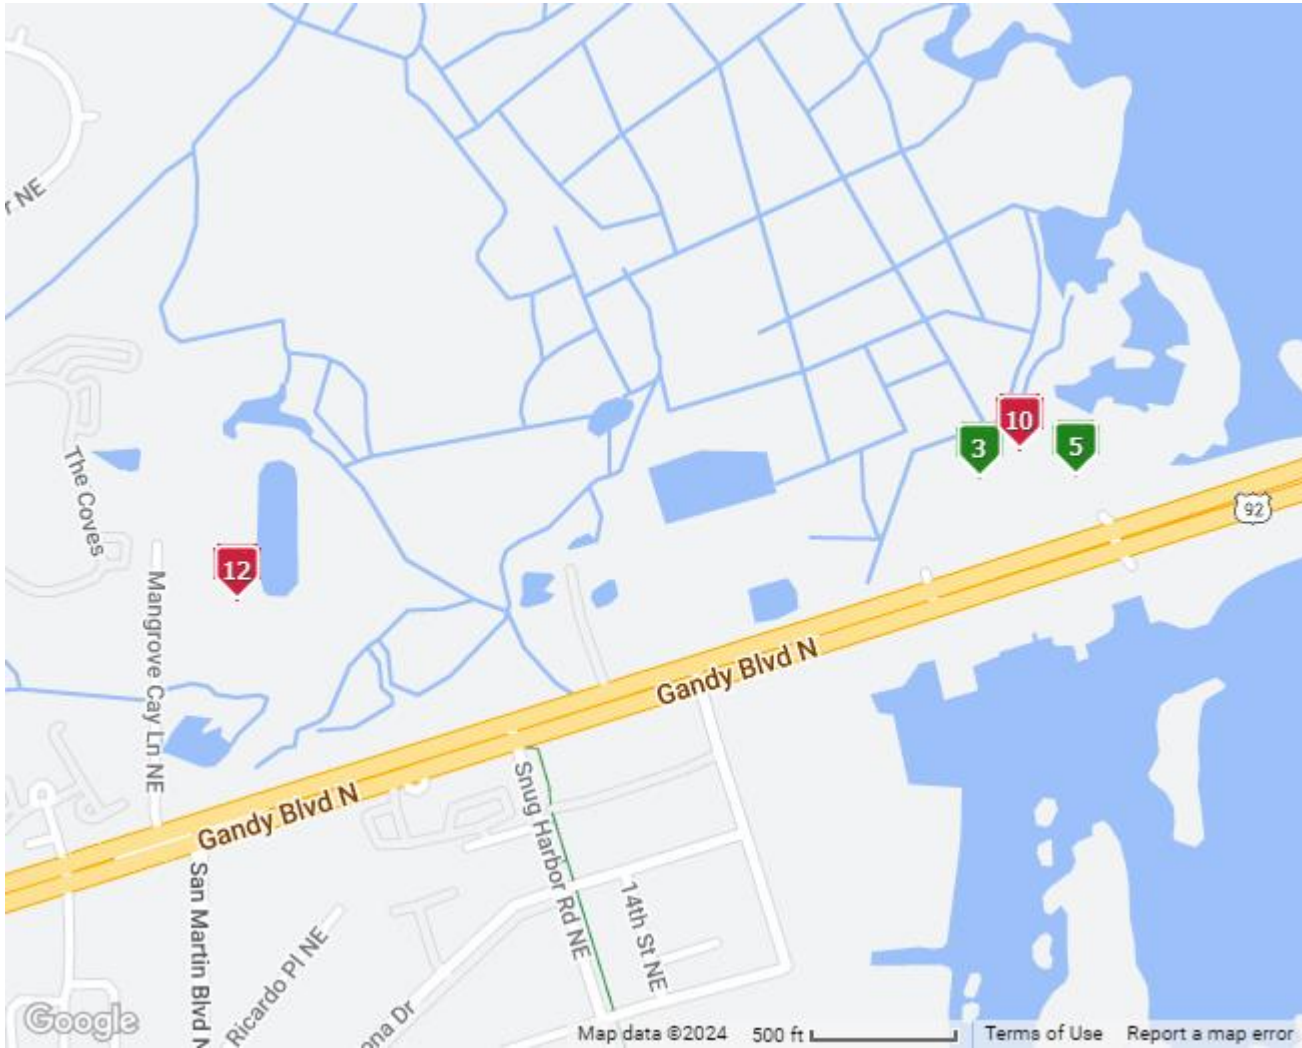 r NE
10
3
5
92
The Coves
12
Mangrove Cay Ln NE
Gandy Blvd N
Gandy Blvd N
Snug Harbor Rd NE
San Martin Blvd N
14th St NE
Ricardo Pl NE
ona Dr
Google
Map data ©2024 500 ft Terms of Use Report a map error